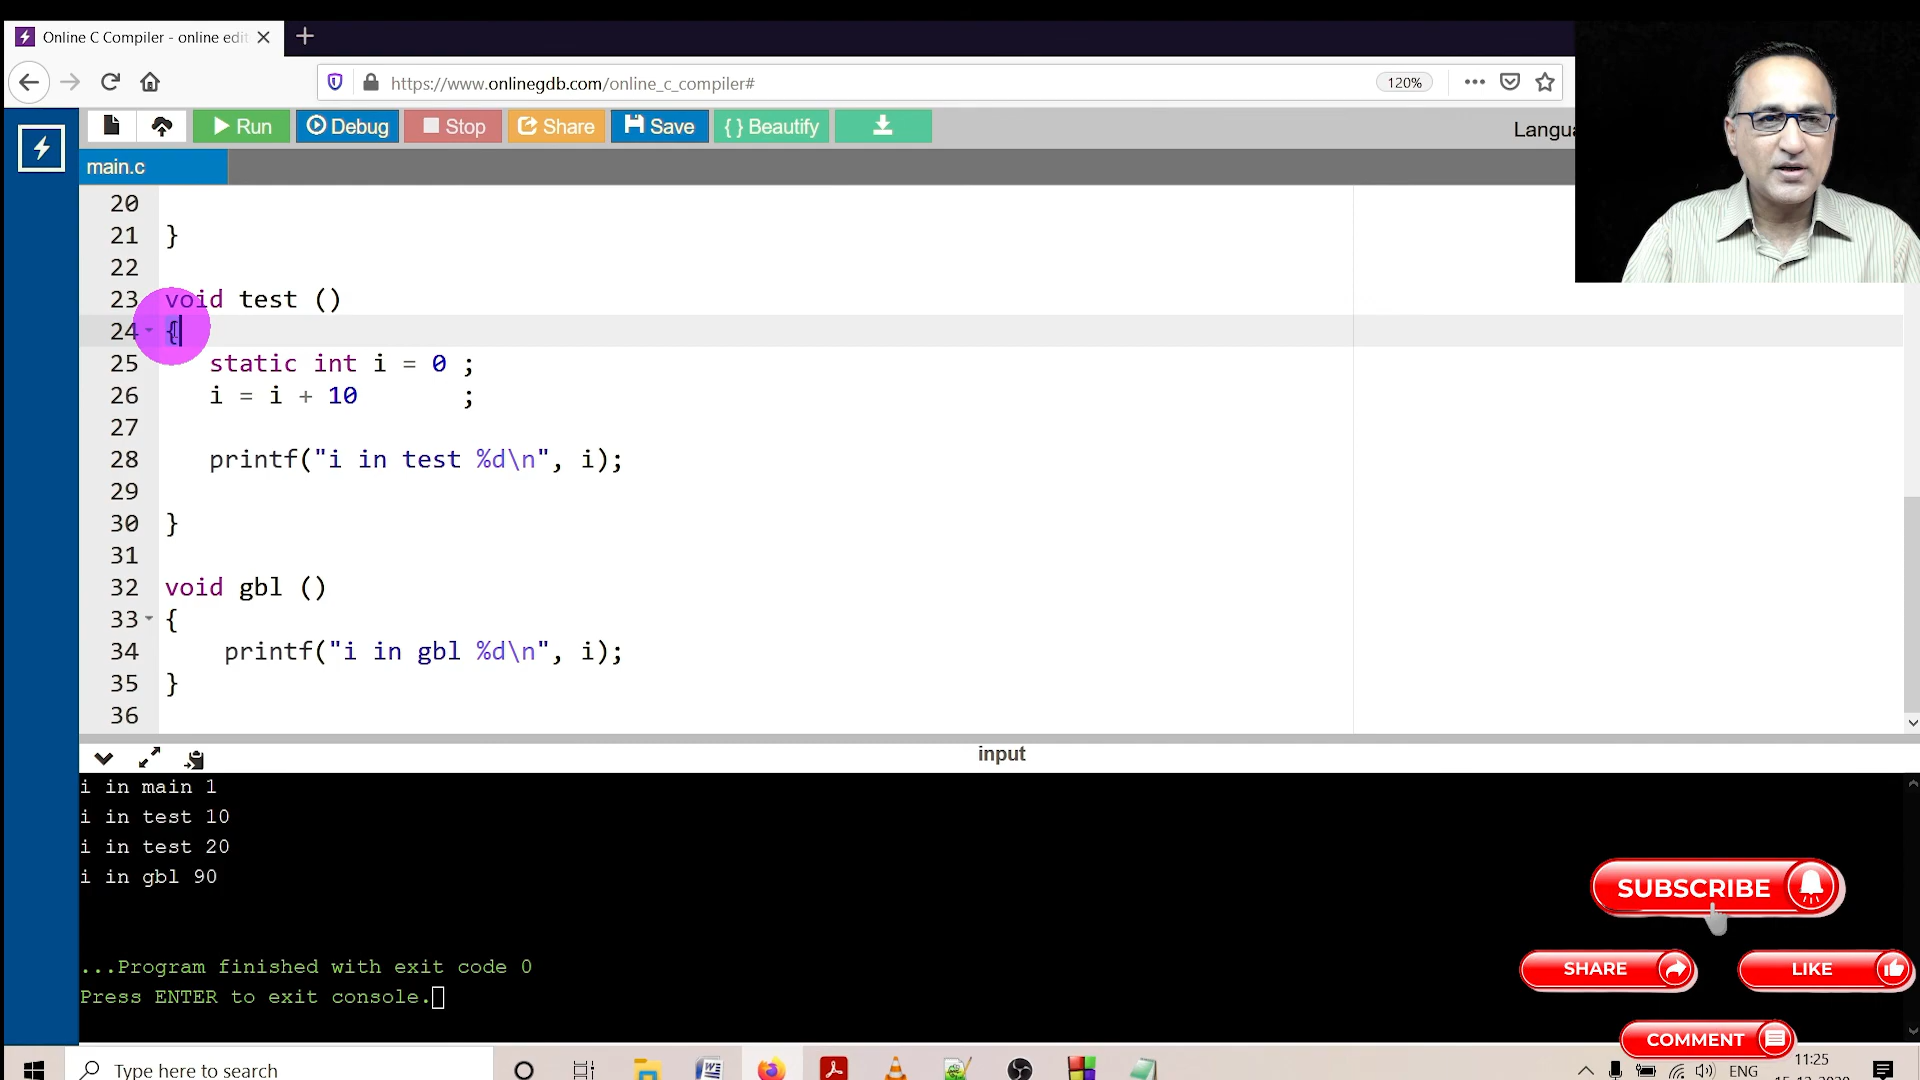 Online C Compiler - online edit
https://www.onlinegdb.com/online_c_compiler#
120%
Run
Debug
Stop
Share
Save
{ } Beautify
Langua
main.c
20
21 }
22
23 void test ()
24 {
25 static int i = 0 ;
26 i = i + 10 ;
27
28 printf("i in test %d\n", i);
29
30 }
31
32 void gbl ()
33 {
34 printf("i in gbl %d\n", i);
35 }
36
input
i in main 1
i in test 10
i in test 20
i in gbl 90
...Program finished with exit code 0
Press ENTER to exit console.
SUBSCRIBE
SHARE
LIKE
COMMENT
Type here to search
ENG
11:25